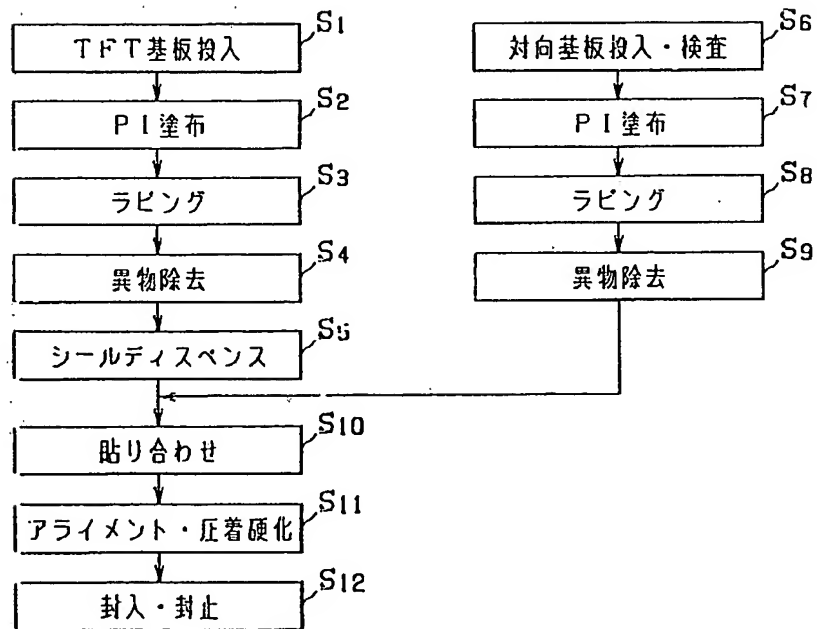 S1
TFT基板投入
S2
PI塗布
S3
ラビング
S4
異物除去
S5
シールディスペンス
S6
対向基板投入・検査
S7
PI塗布
S8
ラビング
S9
異物除去
S10
貼り合わせ
S11
アライメント・圧着硬化
S12
封入・封止